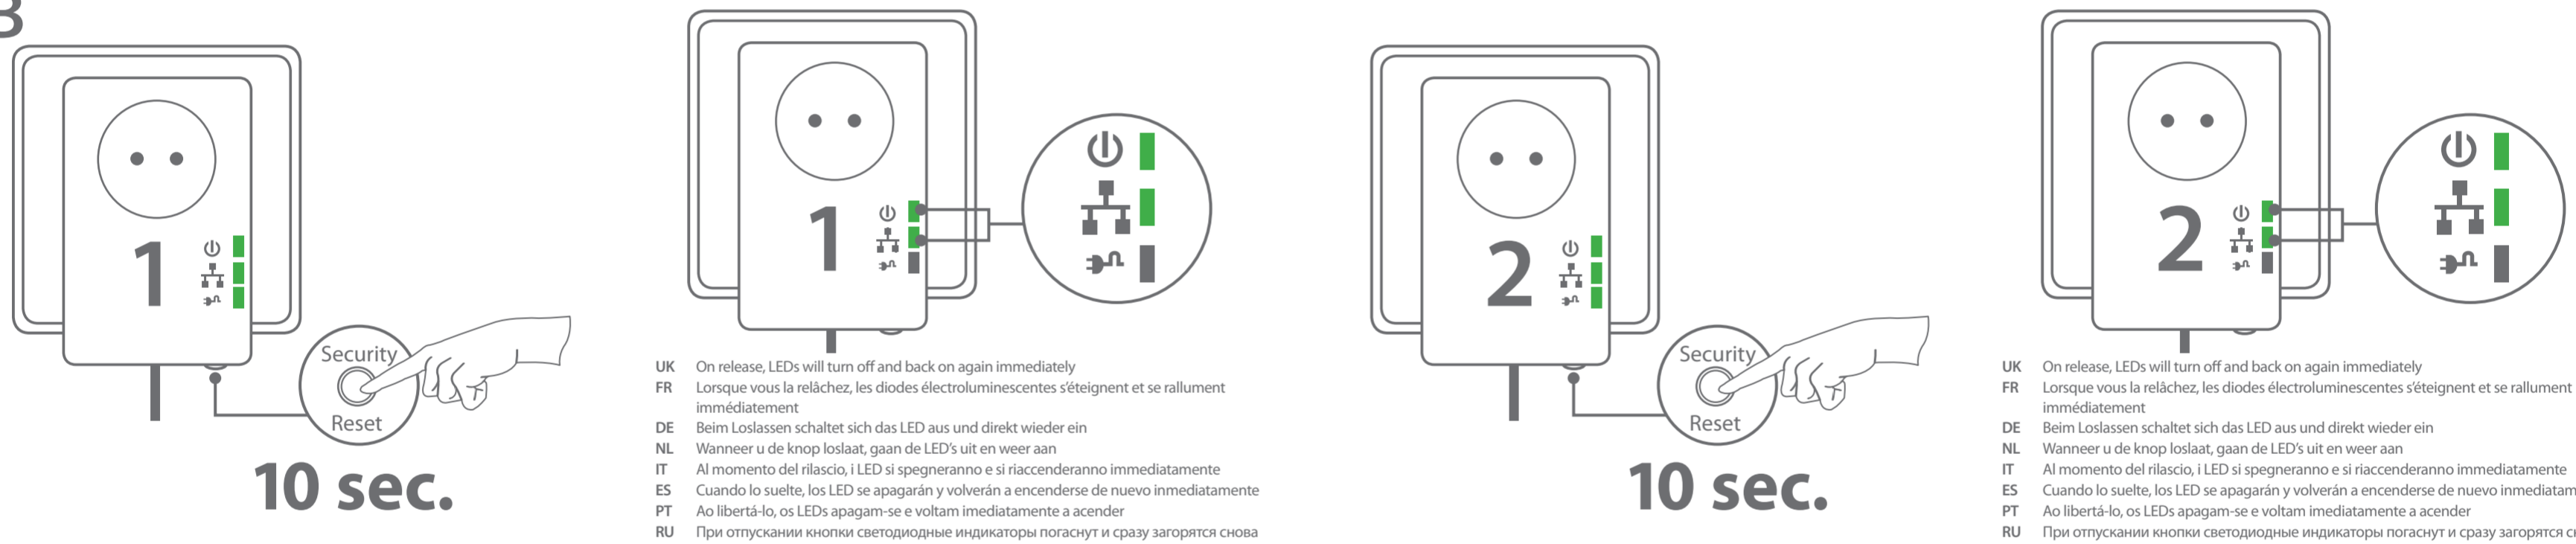 3
1
Security
Reset
10 sec.
1
UK On release, LEDs will turn off and back on again immediately
FR Lorsque vous la relâchez, les diodes électroluminescentes s'éteignent et se rallument
immédiatement
DE Beim Loslassen schaltet sich das LED aus und direkt wieder ein
NL Wanneer u de knop loslaat, gaan de LED's uit en weer aan
IT Al momento del rilascio, i LED si spegneranno e si riaccenderanno immediatamente
ES Cuando lo suelte, los LED se apagarán y volverán a encenderse de nuevo inmediatamente
PT Ao libertá-lo, os LEDs apagam-se e voltam imediatamente a acender
RU При отпускании кнопки светодиодные индикаторы погаснут и сразу загорятся снова
2
Security
Reset
10 sec.
2
UK On release, LEDs will turn off and back on again immediately
FR Lorsque vous la relâchez, les diodes électroluminescentes s'éteignent et se rallument
immédiatement
DE Beim Loslassen schaltet sich das LED aus und direkt wieder ein
NL Wanneer u de knop loslaat, gaan de LED's uit en weer aan
IT Al momento del rilascio, i LED si spegneranno e si riaccenderanno immediatamente
ES Cuando lo suelte, los LED se apagarán y volverán a encenderse de nuevo
PT Ao libertá-lo, os LEDs apagam-se e voltam imediatamente a acender
RU При отпускании кнопки светодиодные индикаторы погаснут и сразу загорятся